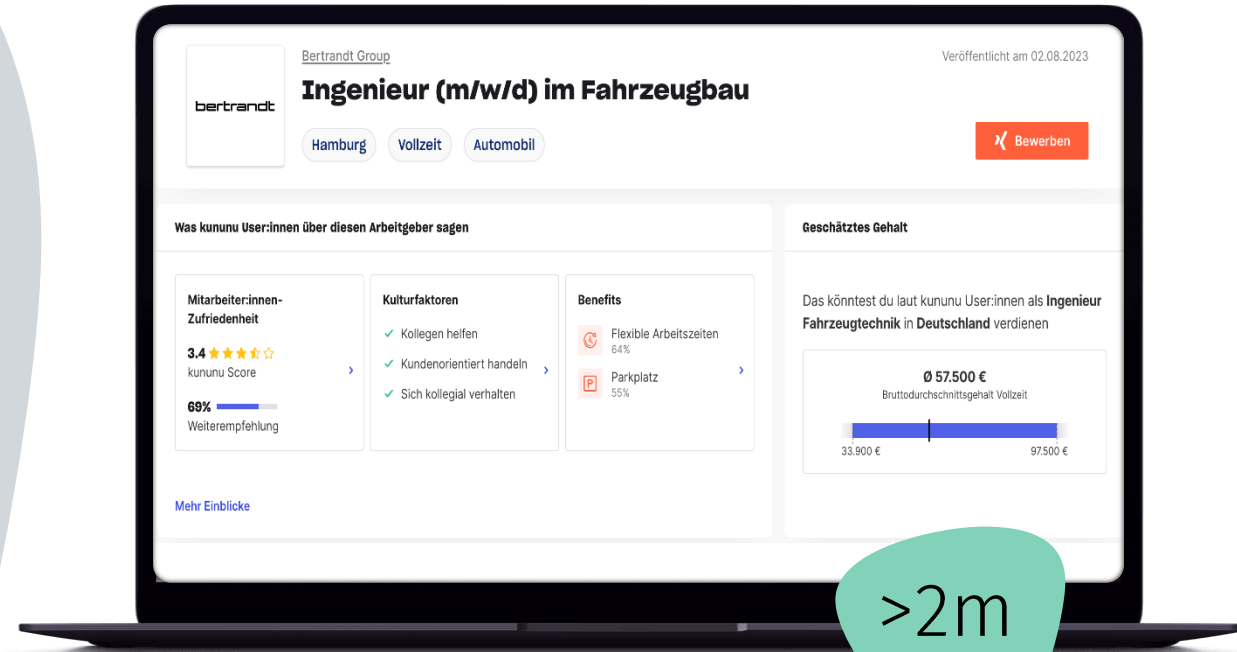 Bertrandt Group
Veröffentlicht am 02.08.2023
bertrandt
Ingenieur (m/w/d) im Fahrzeugbau
Hamburg
Vollzeit
Automobil
Bewerben
Was kununu User:innen über diesen Arbeitgeber sagen
Mitarbeiter:innen-
Zufriedenheit
3.4
kununu Score
69%
Weiterempfehlung
Kulturfaktoren
Kollegen helfen
Kundenorientiert handeln
Sich kollegial verhalten
Benefits
Flexible Arbeitszeiten
64%
P
Parkplatz
55%
Mehr Einblicke
Geschätztes Gehalt
Das könntest du laut kununu User:innen als Ingenieur
Fahrzeugtechnik in Deutschland verdienen
Ø 57.500 €
Bruttodurchschnittsgehalt Vollzeit
33.900 €
97.500 €
>2m